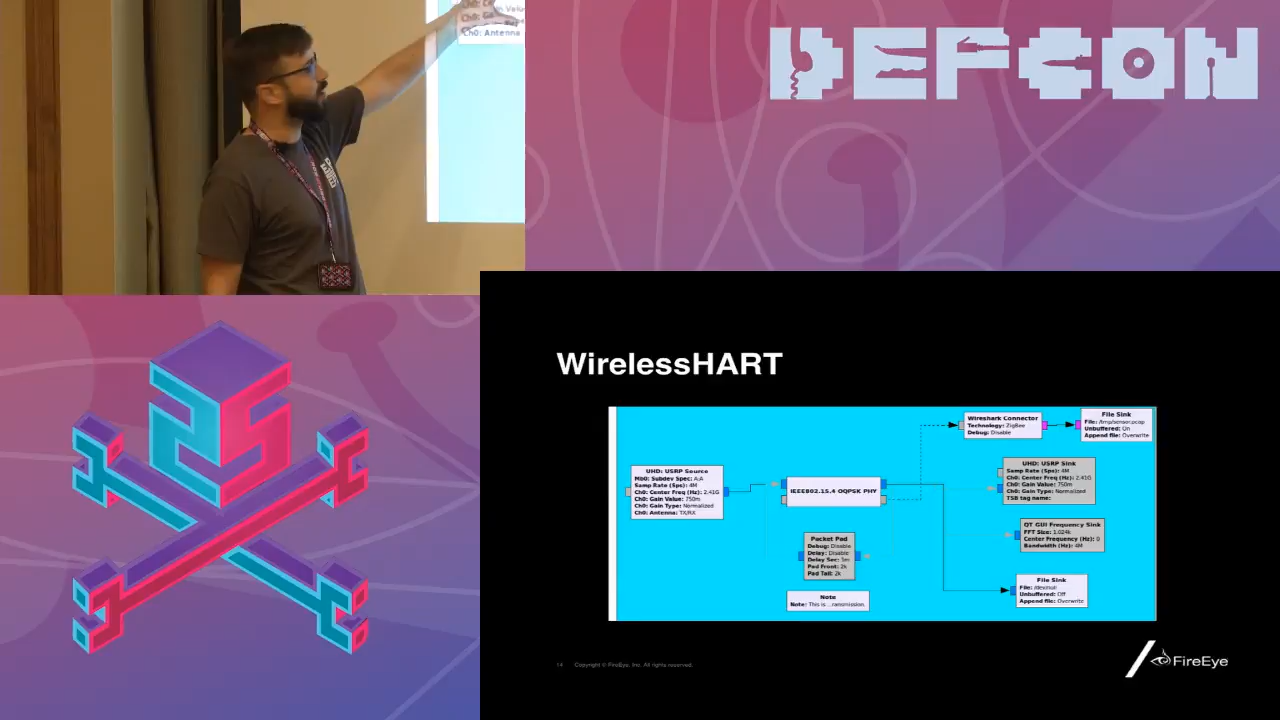 Ch0: Antenna
DEFCON
WirelessHART
UHD: USRP Source
Mb0: Subdev Spec: A:A
Samp Rate (Sps): 4M
Ch0: Center Freq (Hz): 2.41G
Ch0: Gain Value: 750m
Ch0: Gain Type: Normalized
Ch0: Antenna: TX/RX
IEEE802.15.4 OQPSK PHY
Packet Pad
Debug: Disable
Delay: Disable
Delay Sec: 1m
Pad Front: 2k
Pad Tail: 2k
Note
Note: This is ...ransmission.
Wireshark Connector
Technology: ZigBee
Debug: Disable
File Sink
File: /tmp/sensor.pcap
Unbuffered: On
Append file: Overwrite
UHD: USRP Sink
Samp Rate (Sps): 4M
Ch0: Center Freq (Hz): 2.41G
Ch0: Gain Value: 750m
Ch0: Gain Type: Normalized
TSB tag name:
QT GUI Frequency Sink
FFT Size: 1.024k
Center Frequency (Hz): 0
Bandwidth (Hz): 4M
File Sink
File: /dev/null
Unbuffered: Off
Append file: Overwrite
14 Copyright © FireEye, Inc. All rights reserved.
FireEye